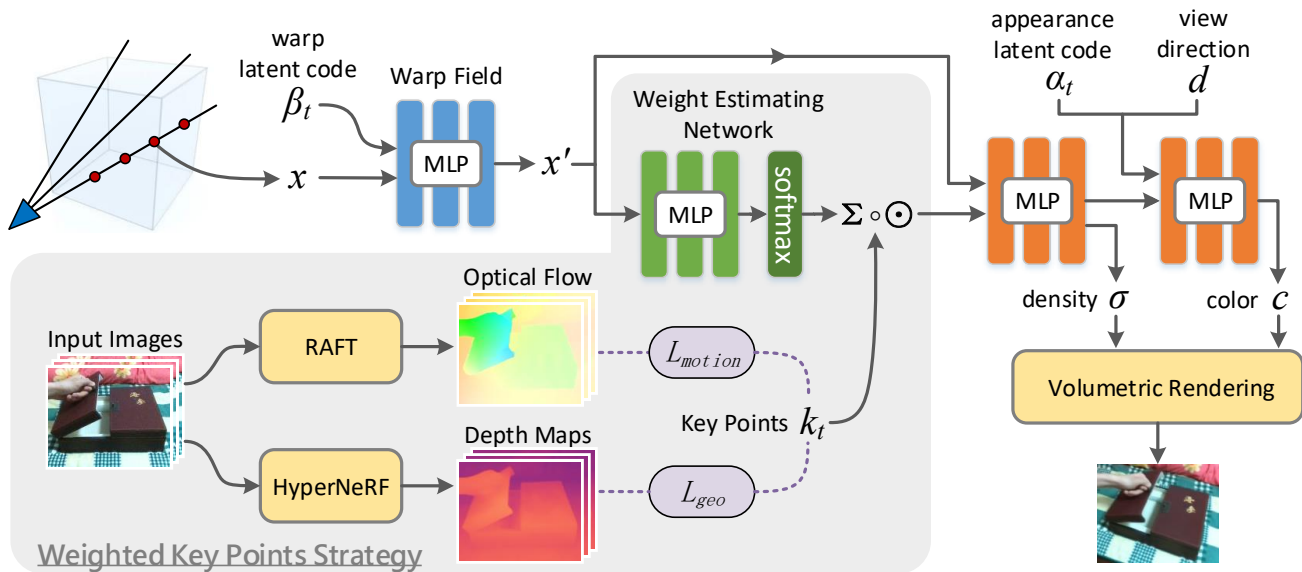 warp
latent code
β_t
Warp Field
MLP
x
x′
Weight Estimating
Network
MLP
softmax
Σ∘⊙
appearance
latent code
α_t
view
direction
d
MLP
MLP
density σ
color c
Volumetric Rendering
Input Images
RAFT
Optical Flow
L_motion
Key Points k_t
HyperNeRF
Depth Maps
L_geo
Weighted Key Points Strategy